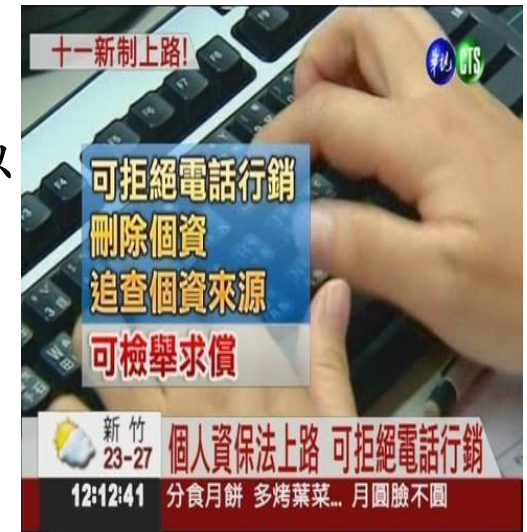 十一新制上路!
華視 CTS
以
可拒絕電話行銷
刪除個資
追查個資來源
可檢舉求償
新竹
23-27
個人資保法上路 可拒絕電話行銷
12:12:41 分食月餅 多烤葉菜... 月圓臉不圓